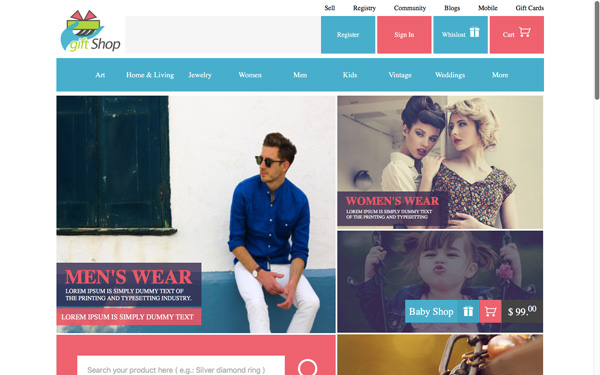 Sell Registry Community Blogs Mobile Gift Cards
gift Shop
Register Sign In Whislost Cart
Art Home & Living Jewelry Women Men Kids Vintage Weddings More
WOMEN'S WEAR
LOREM IPSUM IS SIMPLY DUMMY TEXT
OF THE PRINTING AND TYPESETTING
MEN'S WEAR
LOREM IPSUM IS SIMPLY DUMMY TEXT OF
THE PRINTING AND TYPESETTING INDUSTRY.
LOREM IPSUM IS SIMPLY DUMMY TEXT
Baby Shop $ 99.00
Search your product here ( e.g.: Silver diamond ring )